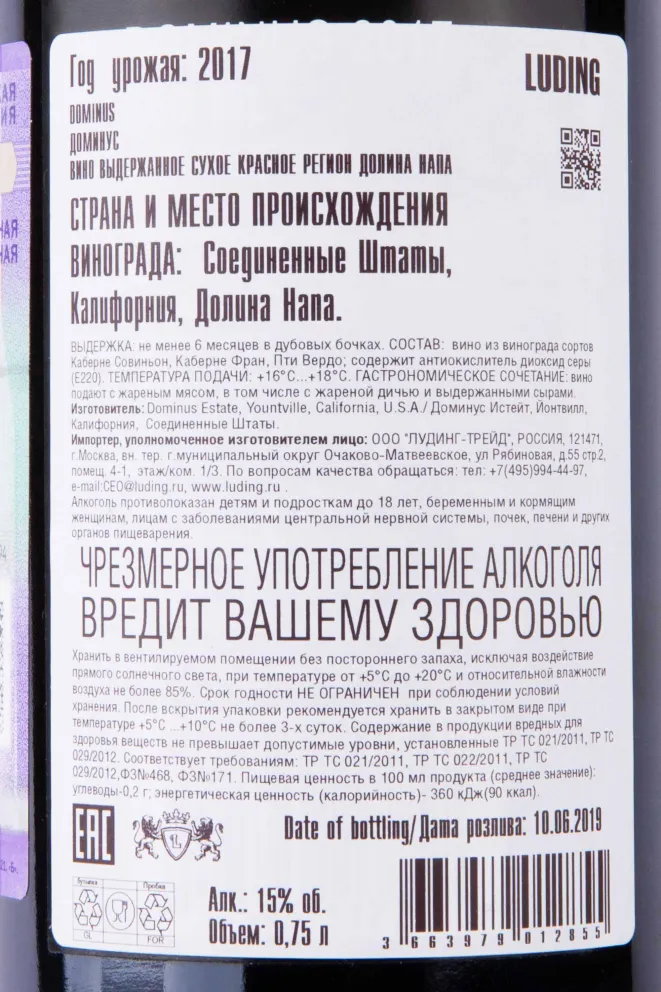 Год урожая: 2017
LUDING
DOMINUS
ДОМИНУС
ВИНО ВЫДЕРЖАННОЕ СУХОЕ КРАСНОЕ РЕГИОН ДОЛИНА НАПА
СТРАНА И МЕСТО ПРОИСХОЖДЕНИЯ
ВИНОГРАДА: Соединенные Штаты,
Калифорния, Долина Напа.
ВЫДЕРЖКА: не менее 6 месяцев в дубовых бочках. СОСТАВ: вино из винограда сортов
Каберне Совиньон, Каберне Фран, Пти Вердо; содержит антиокислитель диоксид серы
(Е220). ТЕМПЕРАТУРА ПОДАЧИ: +16°С...+18°С. ГАСТРОНОМИЧЕСКОЕ СОЧЕТАНИЕ: вино
подают с жареным мясом, в том числе с жареной дичью и выдержанными сырами.
Изготовитель: Dominus Estate, Yountville, California, U.S.A./ Доминус Истейт, Йонтвилл,
Калифорния, Соединенные Штаты.
Импортер, уполномоченное изготовителем лицо: ООО "ЛУДИНГ-ТРЕЙД", РОССИЯ, 121471,
г.Москва, вн. тер. г.муниципальный округ Очаково-Матвеевское, ул Рябиновая, д.55 стр.2,
помещ. 4-1, этаж/ком. 1/3. По вопросам качества обращаться: тел: +7(495)994-44-97,
e-mail:CEO@luding.ru, www.luding.ru .
Алкоголь противопоказан детям и подросткам до 18 лет, беременным и кормящим
женщинам, лицам с заболеваниями центральной нервной системы, почек, печени и других
органов пищеварения.
ЧРЕЗМЕРНОЕ УПОТРЕБЛЕНИЕ АЛКОГОЛЯ
ВРЕДИТ ВАШЕМУ ЗДОРОВЬЮ
Хранить в вентилируемом помещении без постороннего запаха, исключая воздействие
прямого солнечного света, при температуре от +5°С до +20°С и относительной влажности
воздуха не более 85%. Срок годности НЕ ОГРАНИЧЕН при соблюдении условий
хранения. После вскрытия упаковки рекомендуется хранить в закрытом виде при
температуре +5°С ...+10°С не более 3-х суток. Содержание в продукции вредных для
здоровья веществ не превышает допустимые уровни, установленные ТР ТС 021/2011, ТР ТС
029/2012. Соответствует требованиям: ТР ТС 021/2011, ТР ТС 022/2011, ТР ТС
029/2012,ФЗ№468, ФЗ№171. Пищевая ценность в 100 мл продукта (среднее значение):
углеводы-0,2 г; энергетическая ценность (калорийность)- 360 кДж(90 ккал).
EAC
L
Date of bottling/Дата розлива: 10.06.2019
Бутылка
Пробка
GL
FOR
Алк.: 15% об.
Объем: 0,75 л
3 663979 012855